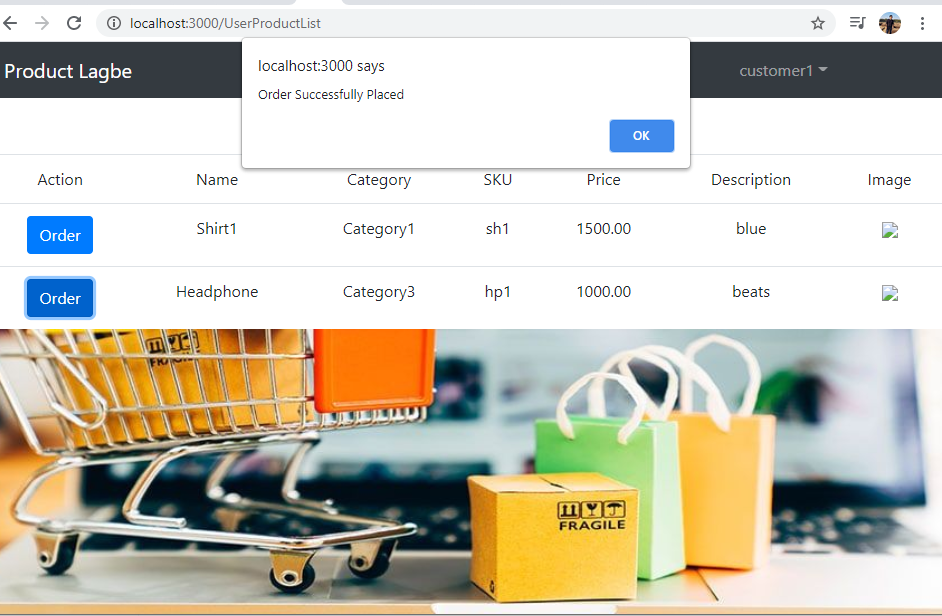 localhost:3000/UserProductList
Product Lagbe
customer1
localhost:3000 says
Order Successfully Placed
OK
Action Name Category SKU Price Description Image
Order Shirt1 Category1 sh1 1500.00 blue
Order Headphone Category3 hp1 1000.00 beats
FRAGILE
FRAGILE